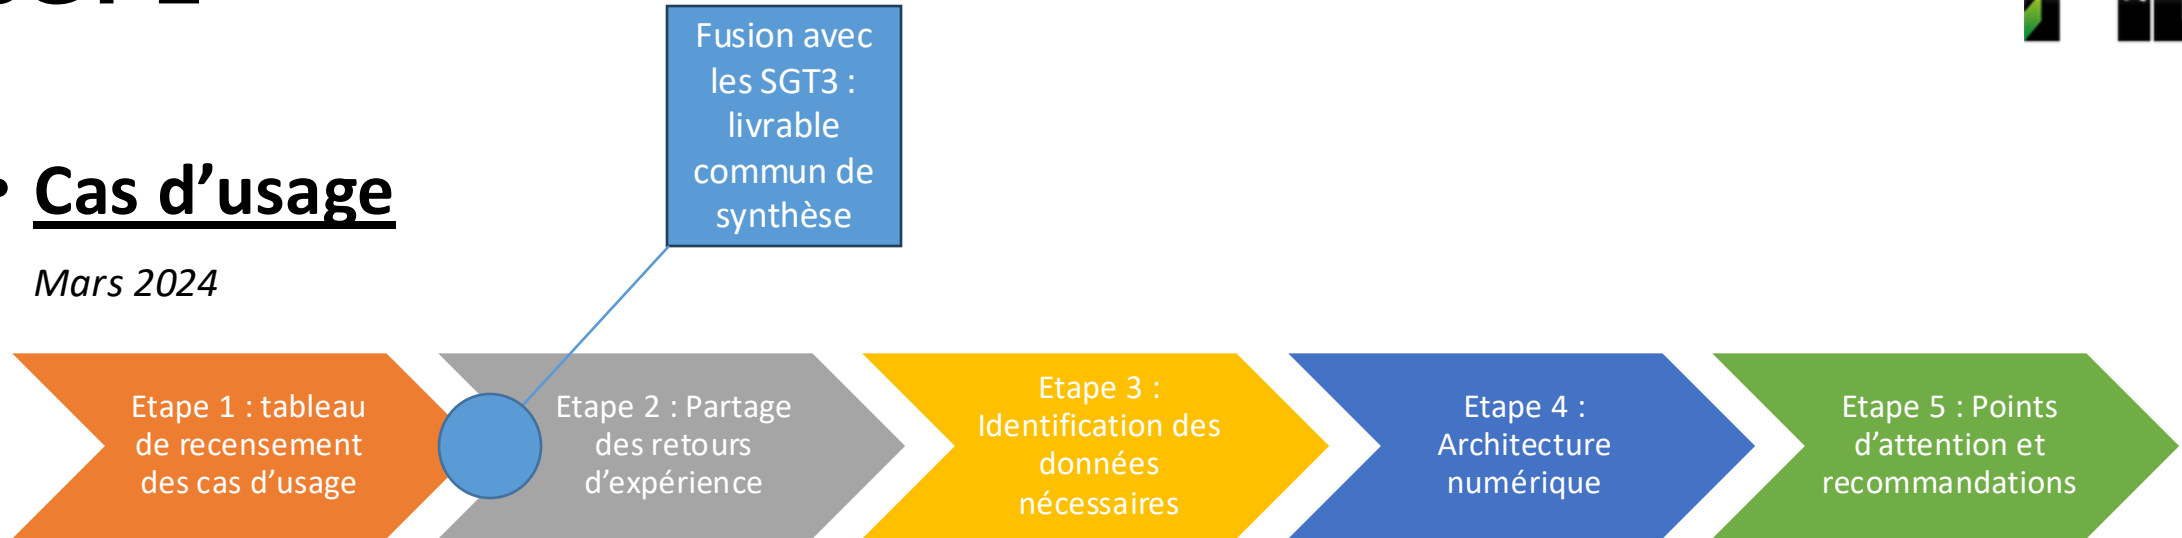 Fusion avec
les SGT3 :
livrable
commun de
synthèse
• Cas d’usage
Mars 2024
Etape 1 : tableau
de recensement
des cas d’usage
Etape 2 : Partage
des retours
d’expérience
Etape 3 :
Identification des
données
nécessaires
Etape 4 :
Architecture
numérique
Etape 5 : Points
d’attention et
recommandations